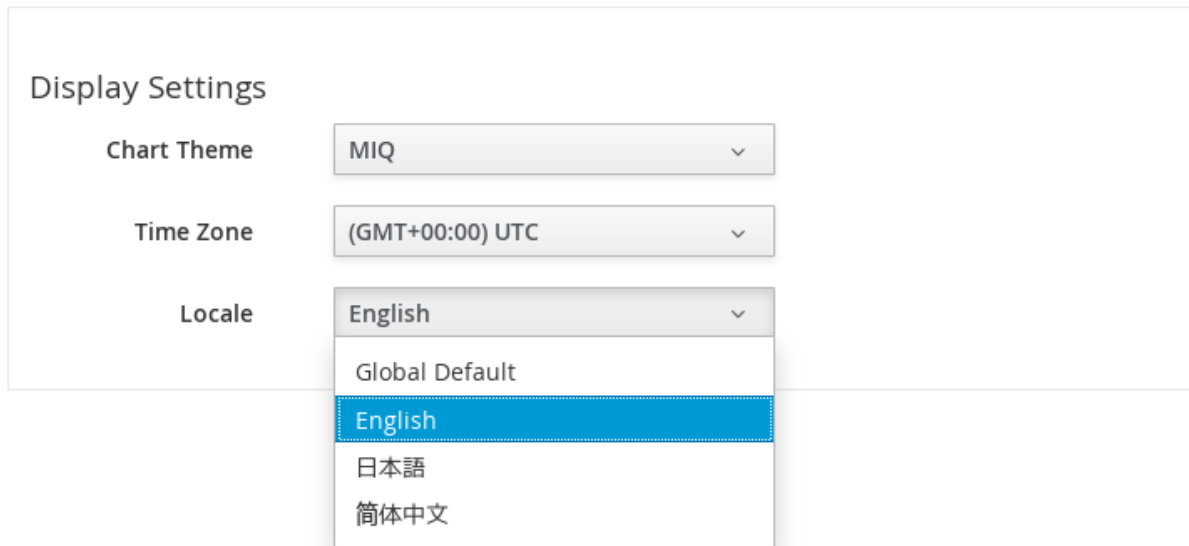 Display Settings
Chart Theme MIQ
Time Zone (GMT+00:00) UTC
Locale English
Global Default
English
日本語
简体中文